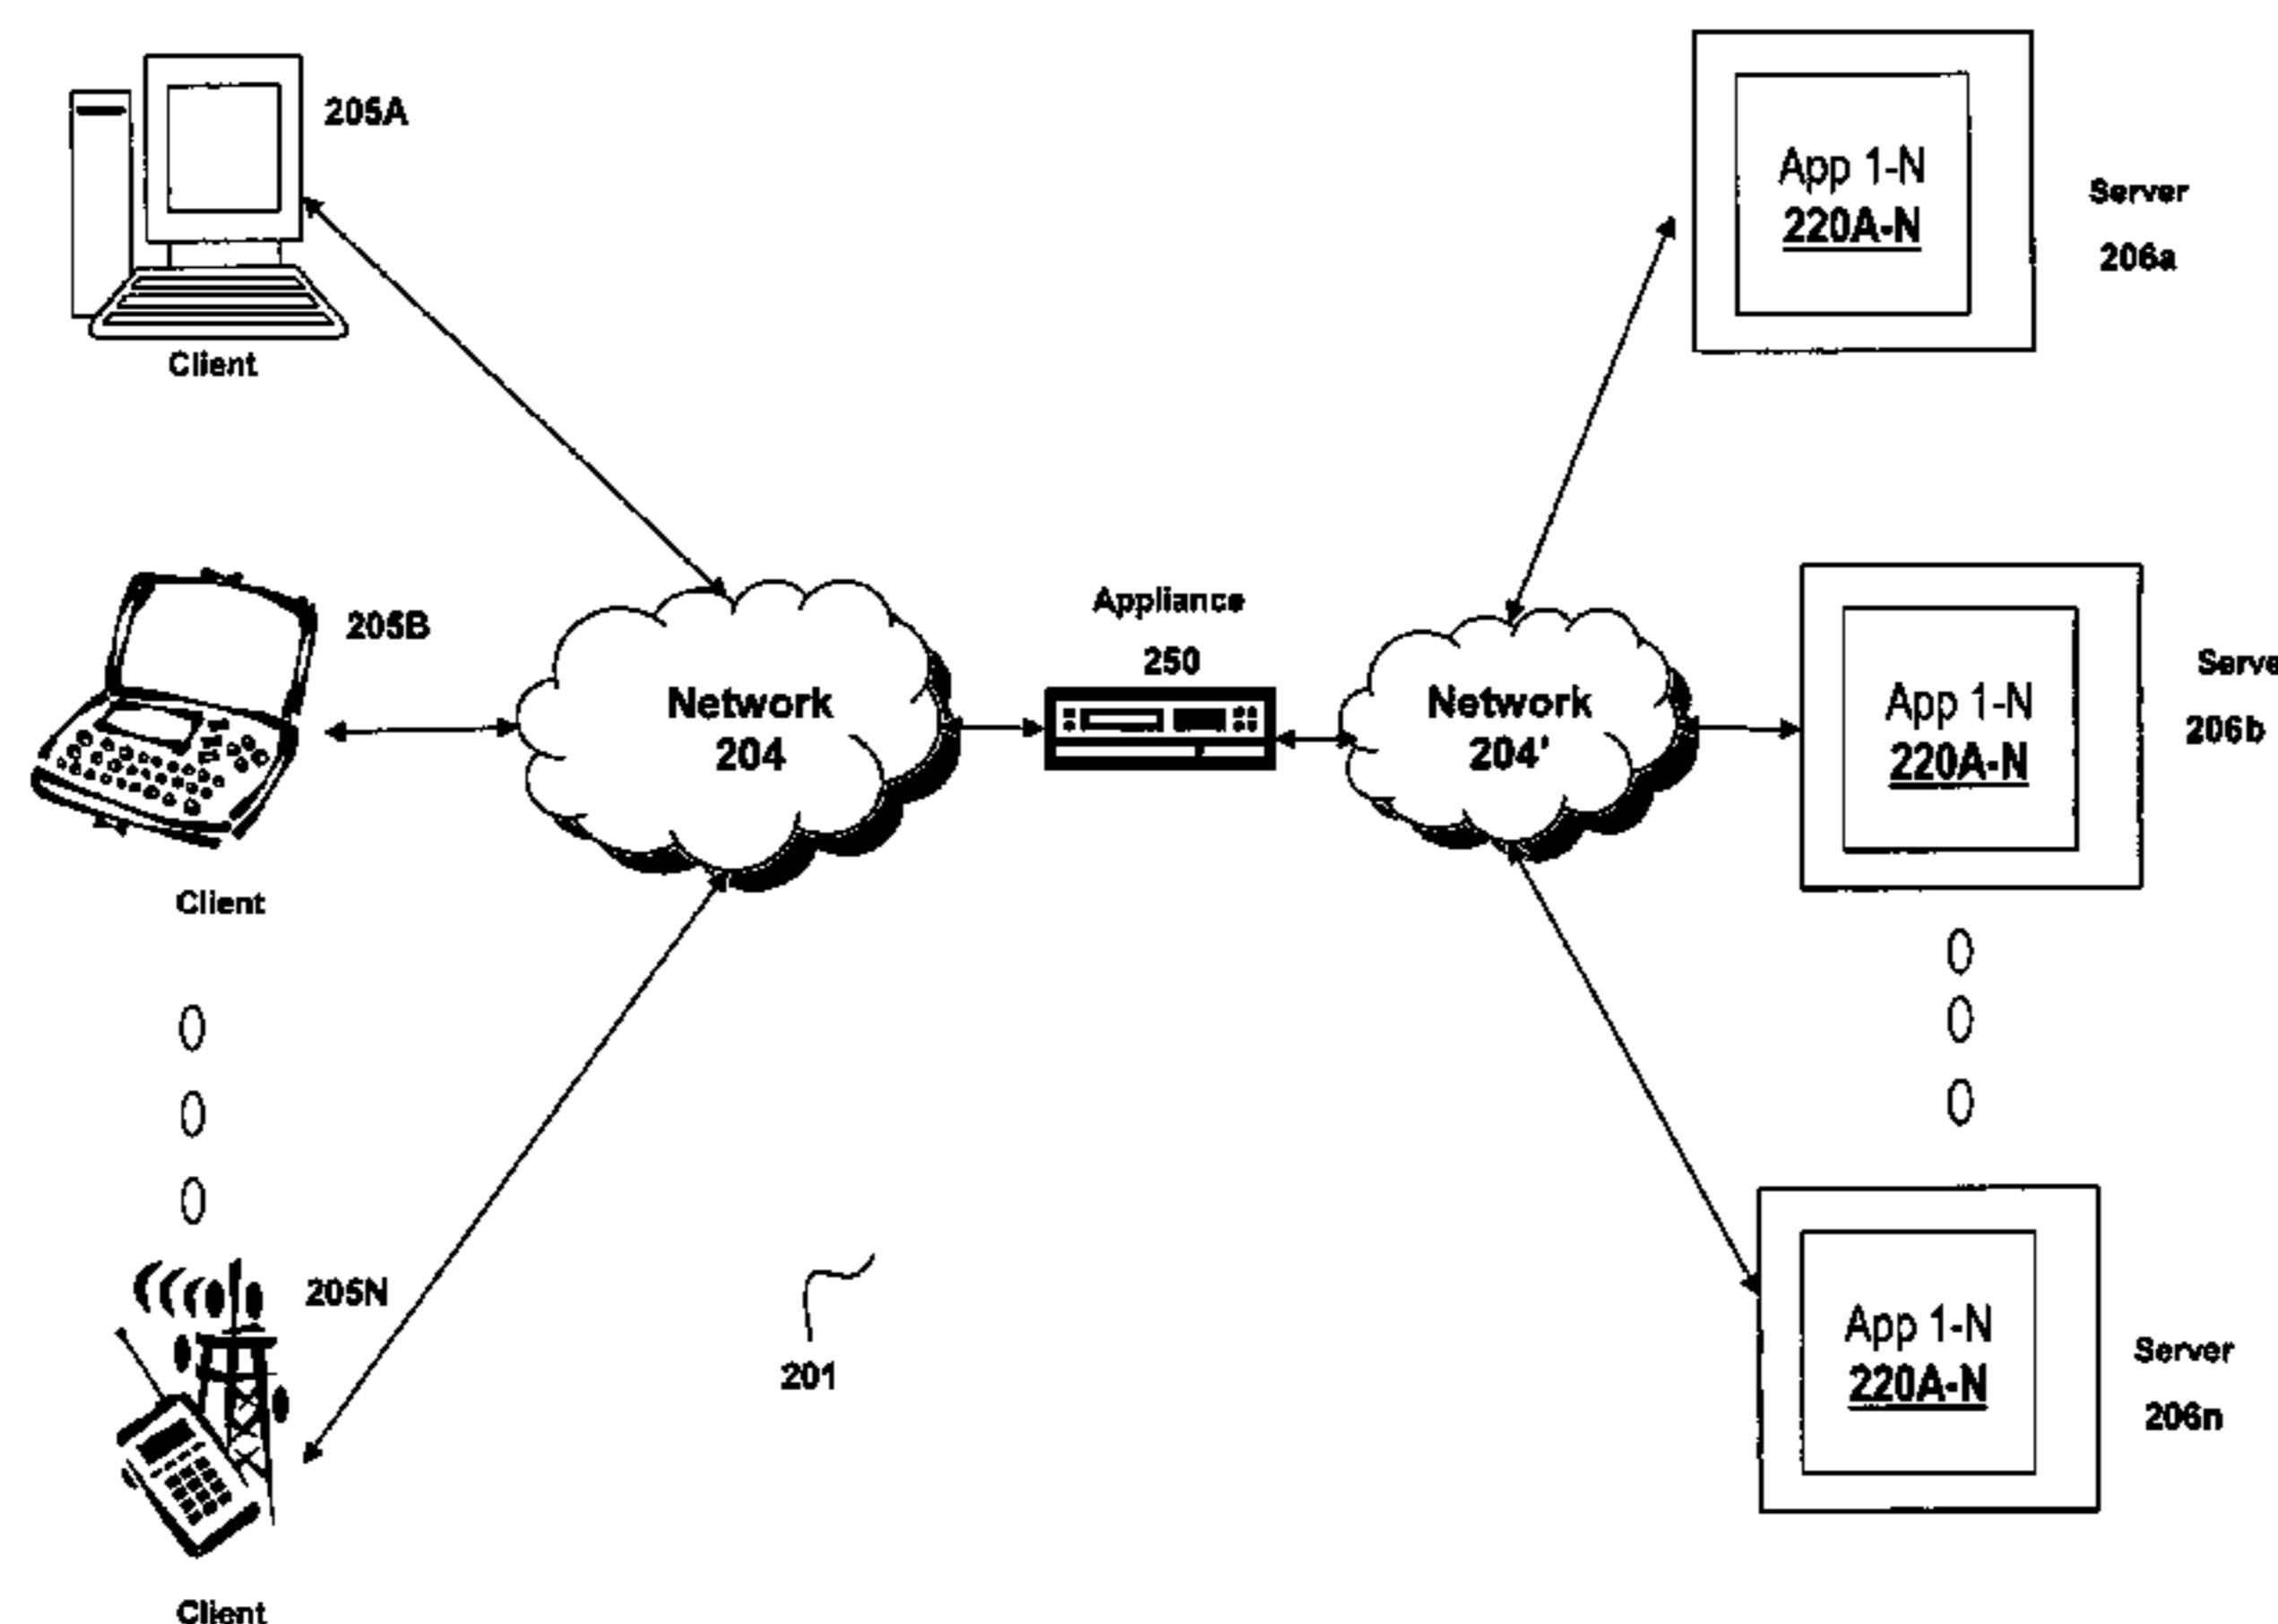 205A
Client
205B
Client
205N
Client
Network
204
Appliance
250
Network
204'
201
App 1-N
220A-N
Server
206a
App 1-N
220A-N
Serve
206b
App 1-N
220A-N
Server
206n